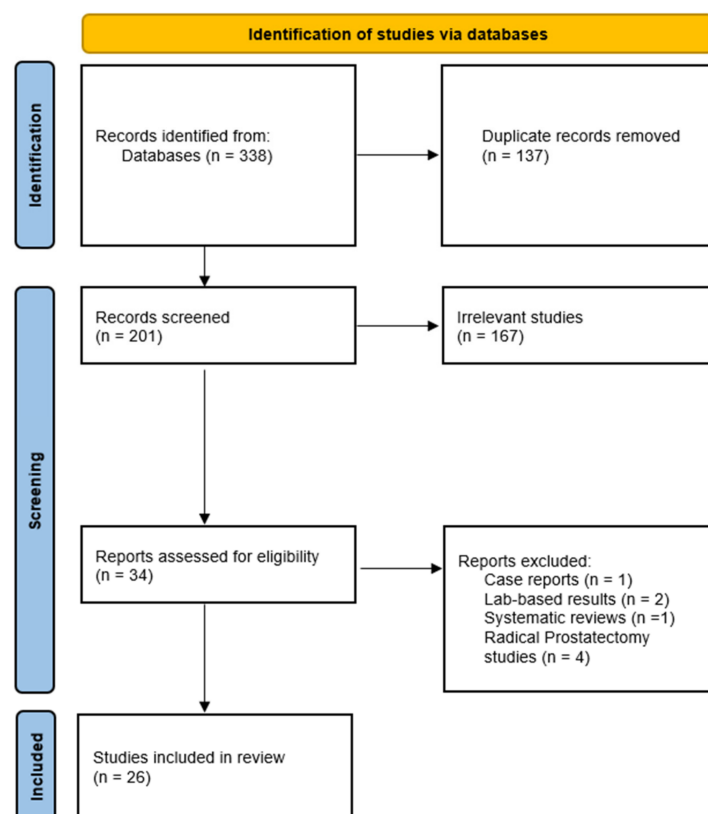 Identification of studies via databases
Identification
Records identified from:
Databases (n = 338)
Duplicate records removed
(n = 137)
Screening
Records screened
(n = 201)
Irrelevant studies
(n = 167)
Reports assessed for eligibility
(n = 34)
Reports excluded:
Case reports (n = 1)
Lab-based results (n = 2)
Systematic reviews (n =1)
Radical Prostatectomy
studies (n = 4)
Included
Studies included in review
(n = 26)